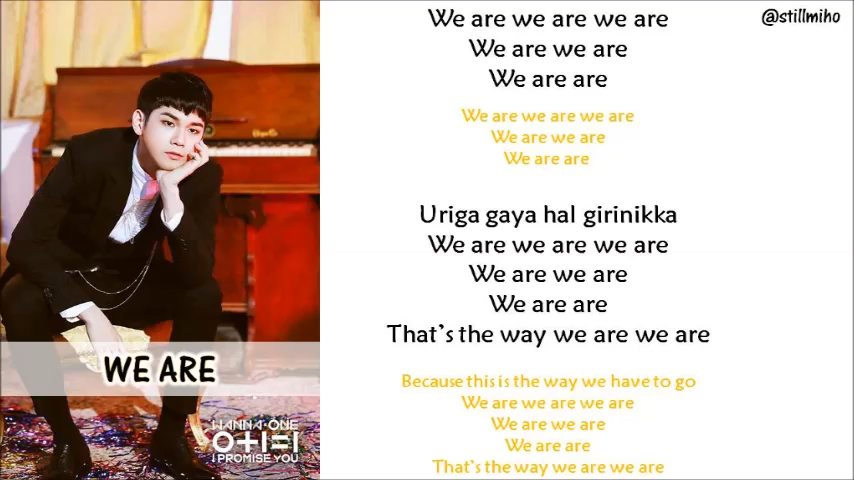 We are we are we are
We are we are
We are are
We are we are we are
We are we are
We are are
Uriga gaya hal girinikka
We are we are we are
We are we are
We are are
That's the way we are we are
Because this is the way we have to go
We are we are we are
We are we are
We are are
That's the way we are we are
@stillmiho
WE ARE
WANNA·ONE
I PROMISE YOU